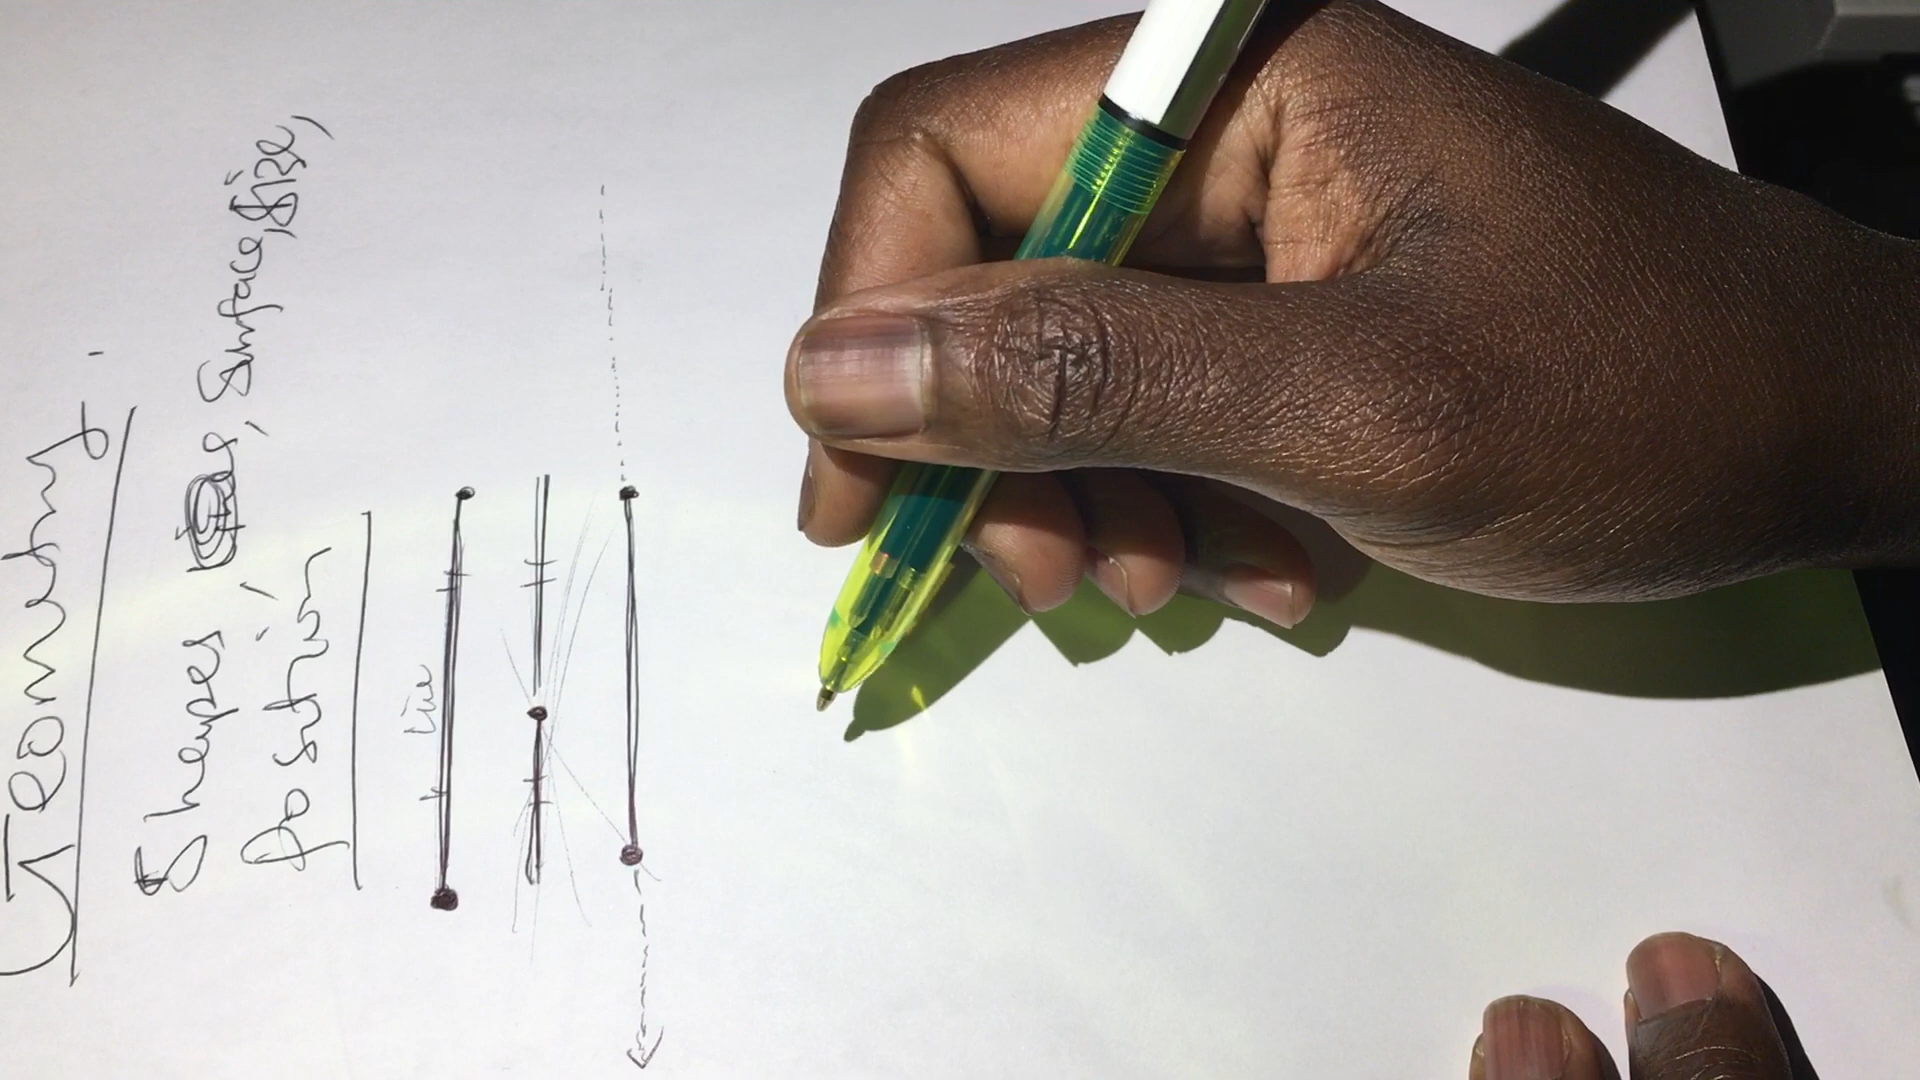 Geometry.
Shapes, Surface, Size,
Position
line